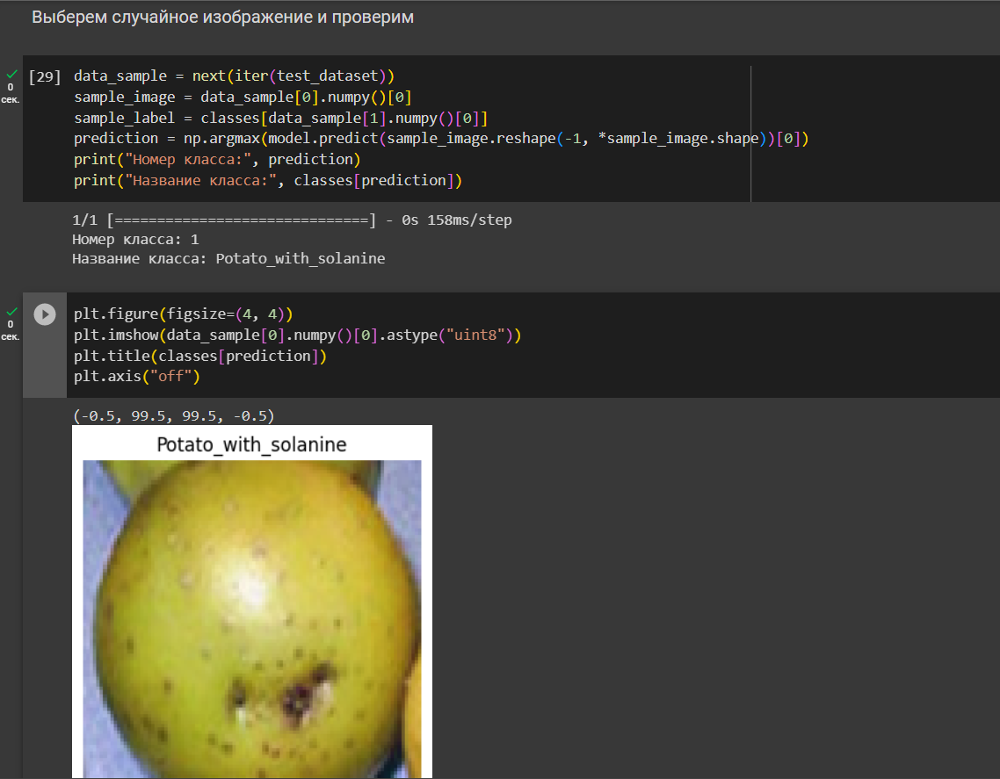 Выберем случайное изображение и проверим
[29]
0
сек.
data_sample = next(iter(test_dataset))
sample_image = data_sample[0].numpy()[0]
sample_label = classes[data_sample[1].numpy()[0]]
prediction = np.argmax(model.predict(sample_image.reshape(-1, *sample_image.shape))[0])
print("Номер класса:", prediction)
print("Название класса:", classes[prediction])
1/1 [==============================] - 0s 158ms/step
Номер класса: 1
Название класса: Potato_with_solanine
0
сек.
plt.figure(figsize=(4, 4))
plt.imshow(data_sample[0].numpy()[0].astype("uint8"))
plt.title(classes[prediction])
plt.axis("off")
(-0.5, 99.5, 99.5, -0.5)
Potato_with_solanine